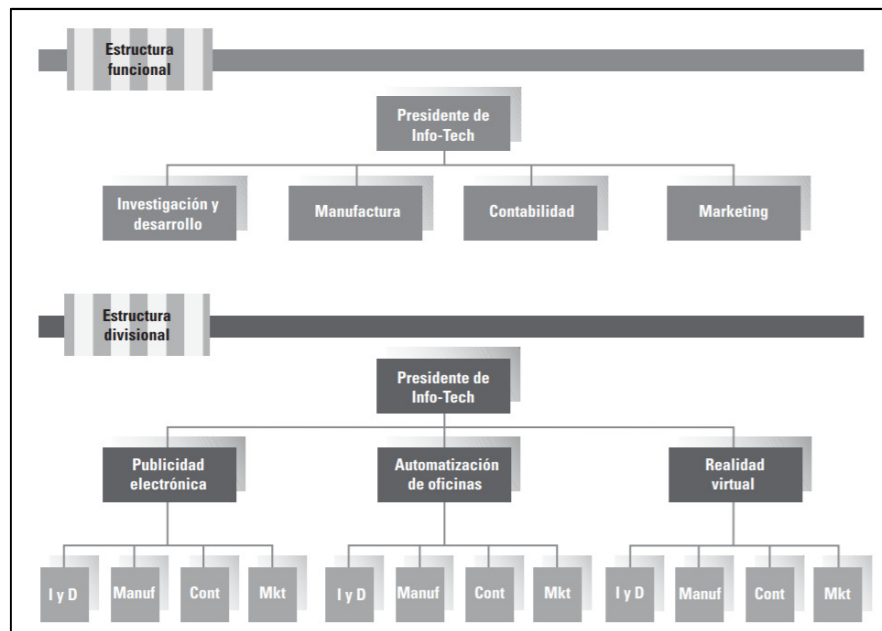 Estructura
funcional
Presidente de
Info-Tech
Investigación y
desarrollo
Manufactura
Contabilidad
Marketing
Estructura
divisional
Presidente de
Info-Tech
Publicidad
electrónica
Automatización
de oficinas
Realidad
virtual
I y D
Manuf
Cont
Mkt
I y D
Manuf
Cont
Mkt
I y D
Manuf
Cont
Mkt